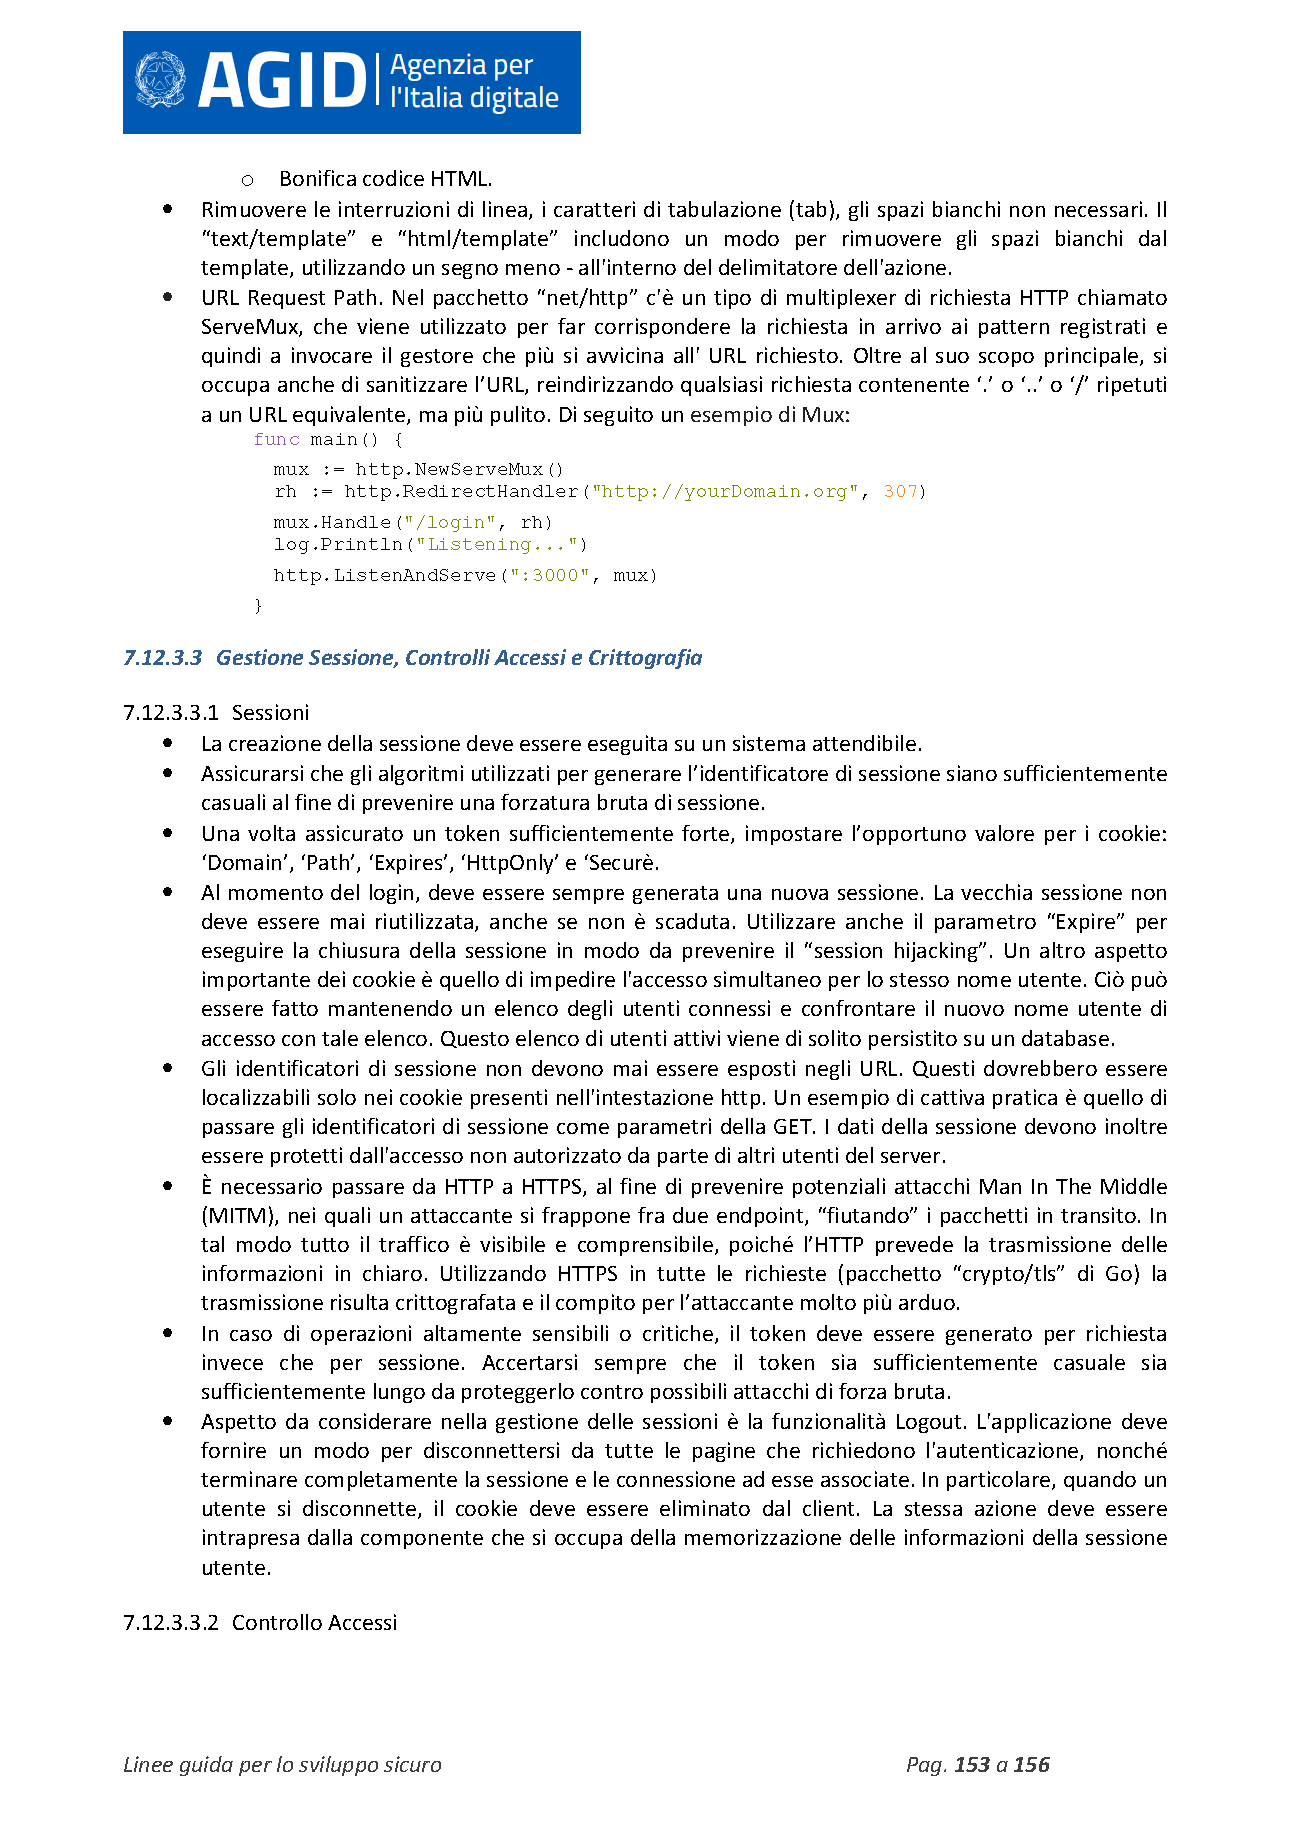 AGID
Agenzia per
l'Italia digitale
o Bonifica codice HTML.
• Rimuovere le interruzioni di linea, i caratteri di tabulazione (tab), gli spazi bianchi non necessari. Il
“text/template” e “html/template” includono un modo per rimuovere gli spazi bianchi dal
template, utilizzando un segno meno - all'interno del delimitatore dell'azione.
• URL Request Path. Nel pacchetto “net/http” c'è un tipo di multiplexer di richiesta HTTP chiamato
ServeMux, che viene utilizzato per far corrispondere la richiesta in arrivo ai pattern registrati e
quindi a invocare il gestore che più si avvicina all' URL richiesto. Oltre al suo scopo principale, si
occupa anche di sanitizzare l’URL, reindirizzando qualsiasi richiesta contenente ‘.’ o ‘..’ o ‘/’ ripetuti
a un URL equivalente, ma più pulito. Di seguito un esempio di Mux:
func main() {
mux := http.NewServeMux()
rh := http.RedirectHandler("http://yourDomain.org", 307)
mux.Handle("/login", rh)
log.Println("Listening...")
http.ListenAndServe(":3000", mux)
}
7.12.3.3 Gestione Sessione, Controlli Accessi e Crittografia
7.12.3.3.1 Sessioni
• La creazione della sessione deve essere eseguita su un sistema attendibile.
• Assicurarsi che gli algoritmi utilizzati per generare l’identificatore di sessione siano sufficientemente
casuali al fine di prevenire una forzatura bruta di sessione.
• Una volta assicurato un token sufficientemente forte, impostare l’opportuno valore per i cookie:
‘Domain’, ‘Path’, ‘Expires’, ‘HttpOnly’ e ‘Securè.
• Al momento del login, deve essere sempre generata una nuova sessione. La vecchia sessione non
deve essere mai riutilizzata, anche se non è scaduta. Utilizzare anche il parametro “Expire” per
eseguire la chiusura della sessione in modo da prevenire il “session hijacking”. Un altro aspetto
importante dei cookie è quello di impedire l'accesso simultaneo per lo stesso nome utente. Ciò può
essere fatto mantenendo un elenco degli utenti connessi e confrontare il nuovo nome utente di
accesso con tale elenco. Questo elenco di utenti attivi viene di solito persistito su un database.
• Gli identificatori di sessione non devono mai essere esposti negli URL. Questi dovrebbero essere
localizzabili solo nei cookie presenti nell'intestazione http. Un esempio di cattiva pratica è quello di
passare gli identificatori di sessione come parametri della GET. I dati della sessione devono inoltre
essere protetti dall'accesso non autorizzato da parte di altri utenti del server.
• È necessario passare da HTTP a HTTPS, al fine di prevenire potenziali attacchi Man In The Middle
(MITM), nei quali un attaccante si frappone fra due endpoint, “fiutando” i pacchetti in transito. In
tal modo tutto il traffico è visibile e comprensibile, poiché l’HTTP prevede la trasmissione delle
informazioni in chiaro. Utilizzando HTTPS in tutte le richieste (pacchetto “crypto/tls” di Go) la
trasmissione risulta crittografata e il compito per l’attaccante molto più arduo.
• In caso di operazioni altamente sensibili o critiche, il token deve essere generato per richiesta
invece che per sessione. Accertarsi sempre che il token sia sufficientemente casuale sia
sufficientemente lungo da proteggerlo contro possibili attacchi di forza bruta.
• Aspetto da considerare nella gestione delle sessioni è la funzionalità Logout. L'applicazione deve
fornire un modo per disconnettersi da tutte le pagine che richiedono l'autenticazione, nonché
terminare completamente la sessione e le connessione ad esse associate. In particolare, quando un
utente si disconnette, il cookie deve essere eliminato dal client. La stessa azione deve essere
intrapresa dalla componente che si occupa della memorizzazione delle informazioni della sessione
utente.
7.12.3.3.2 Controllo Accessi
Linee guida per lo sviluppo sicuro Pag. 153 a 156